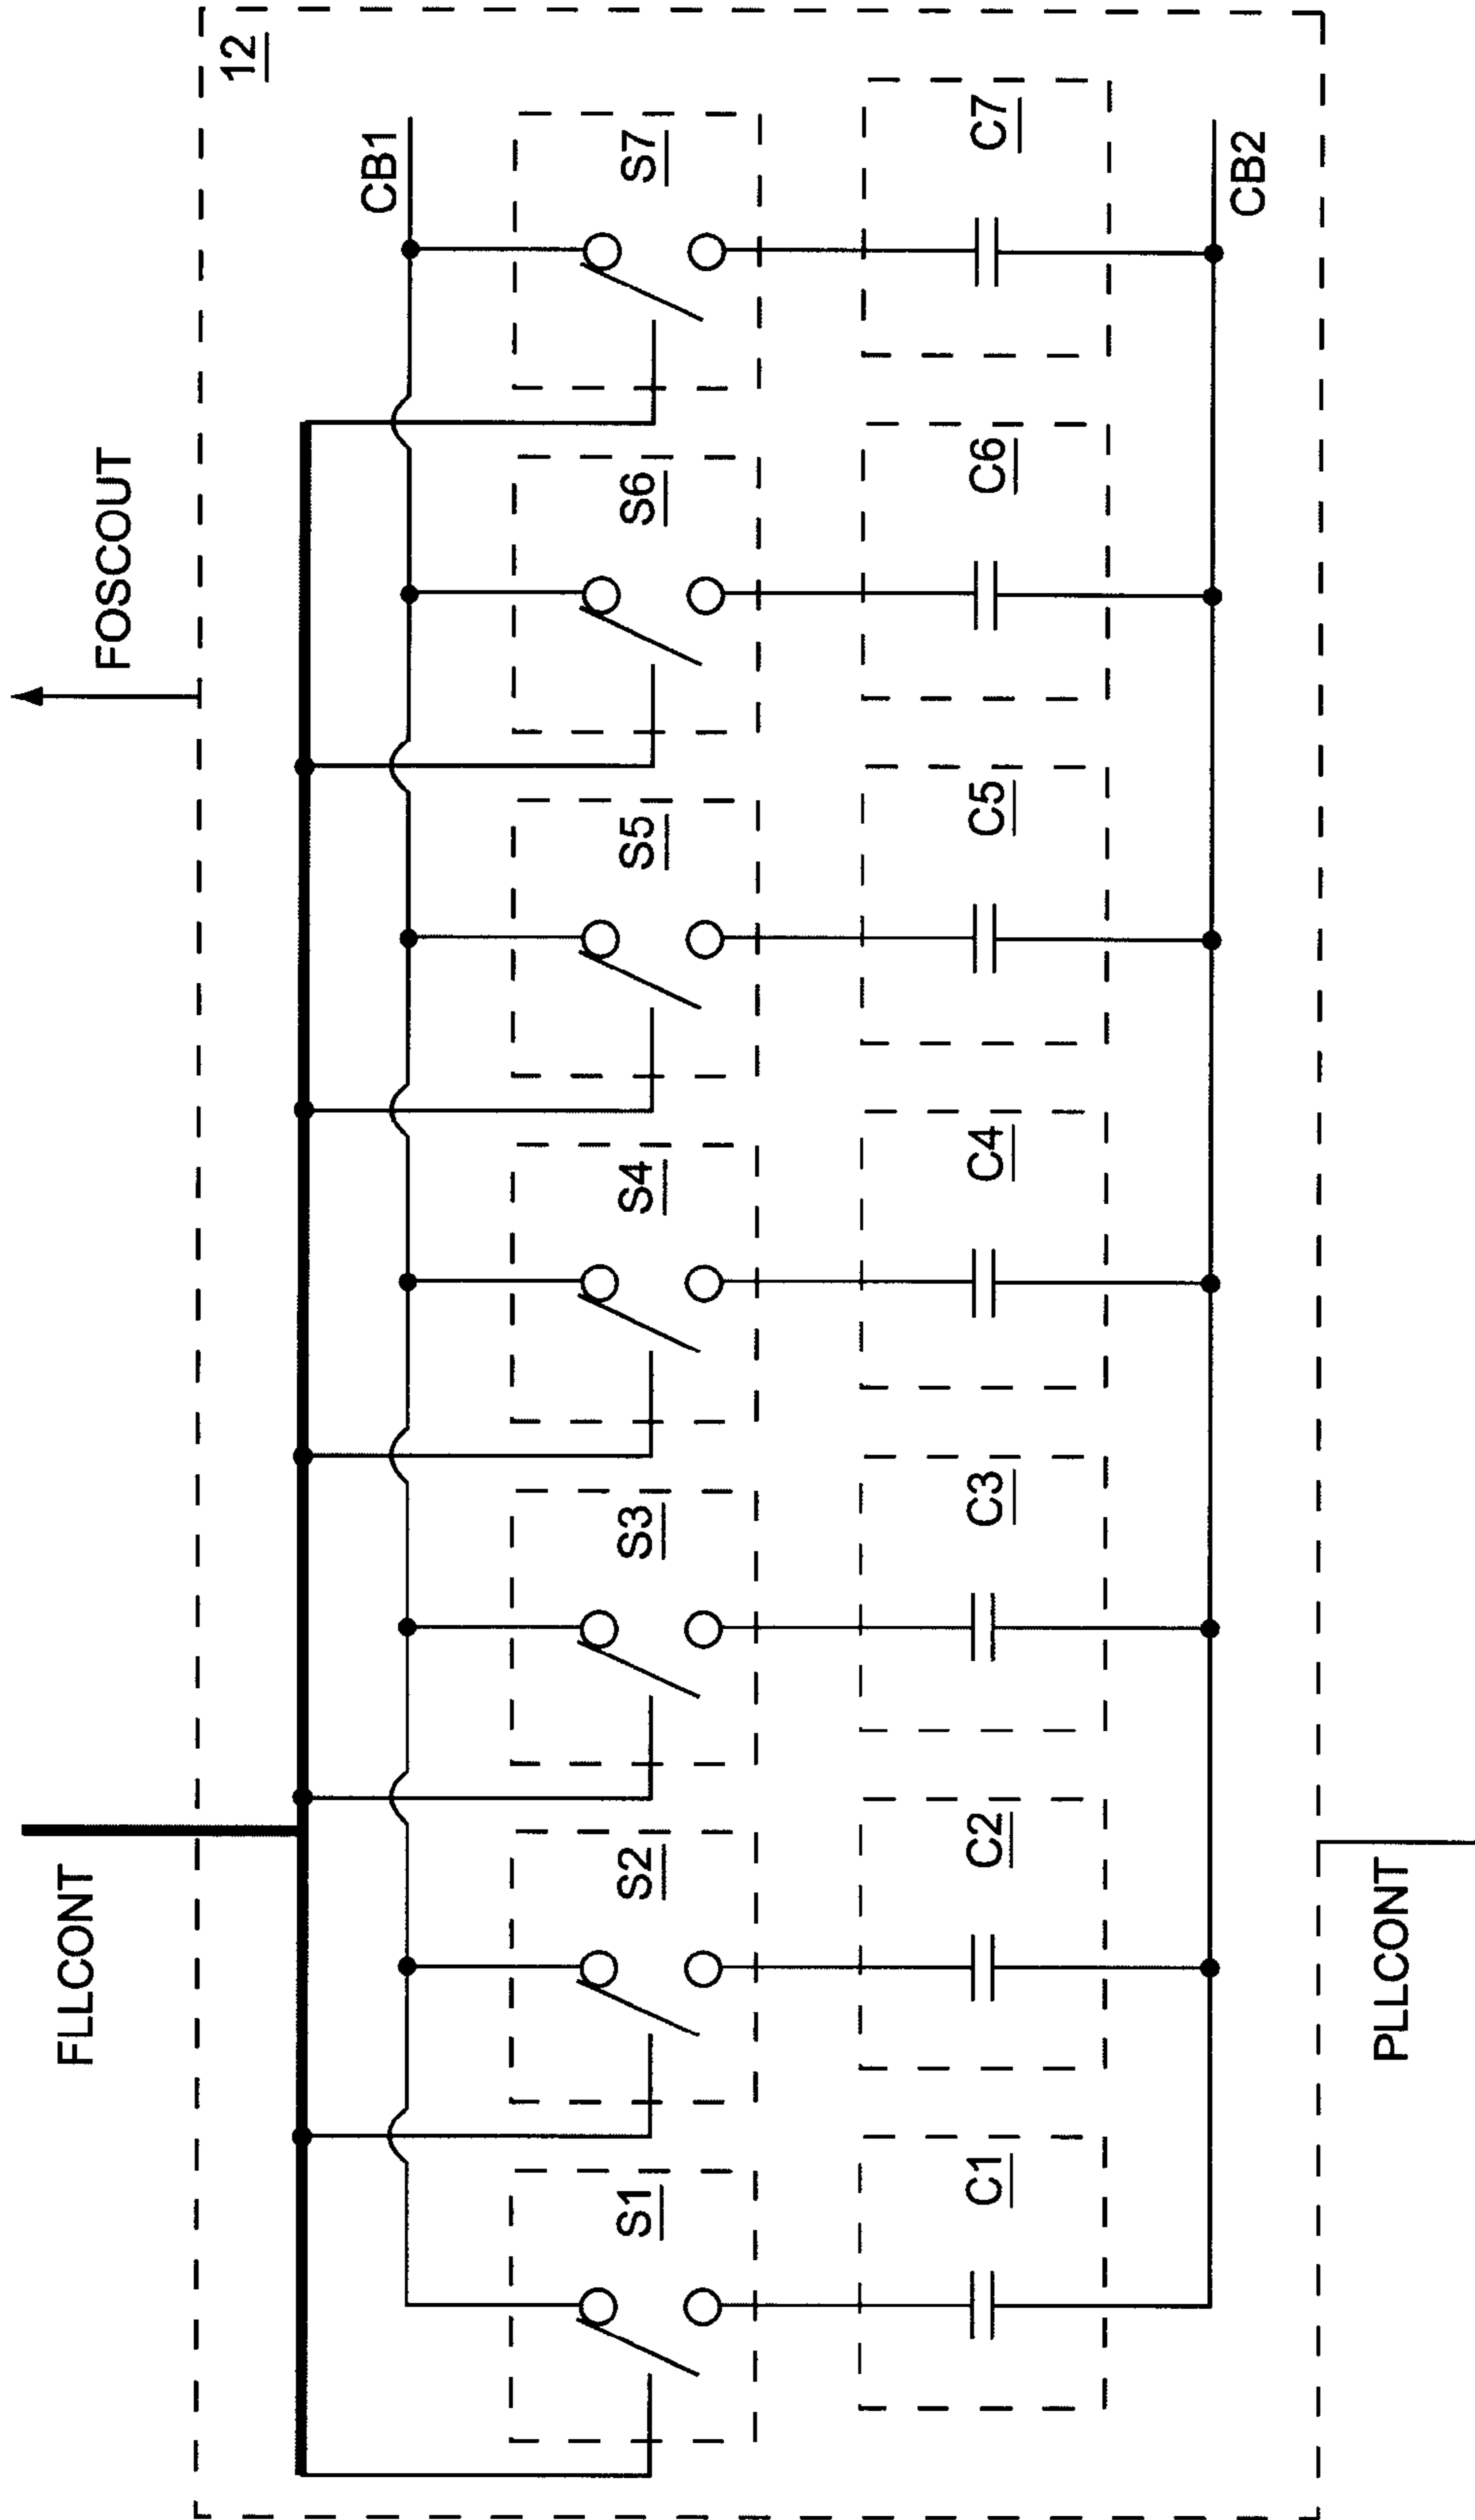 FLLCONT
FOSCOUT
12
CB1
S1
S2
S3
S4
S5
S6
S7
C1
C2
C3
C4
C5
C6
C7
CB2
PLLCONT